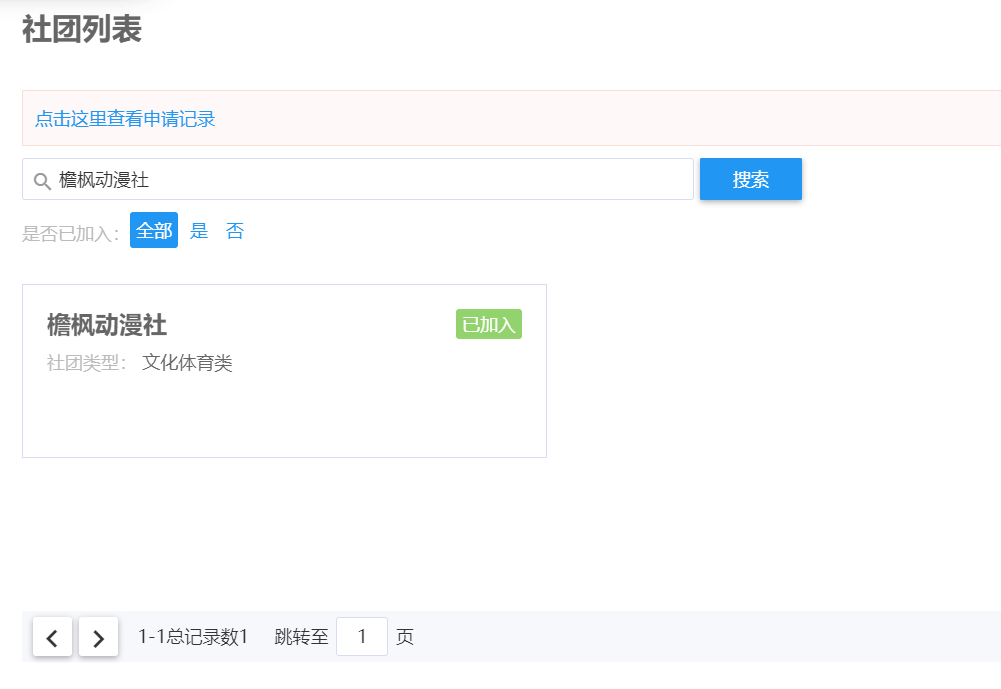 社团列表
点击这里查看申请记录
檐枫动漫社 搜索
是否已加入: 全部 是 否
檐枫动漫社 已加入
社团类型: 文化体育类
1-1总记录数1 跳转至 1 页